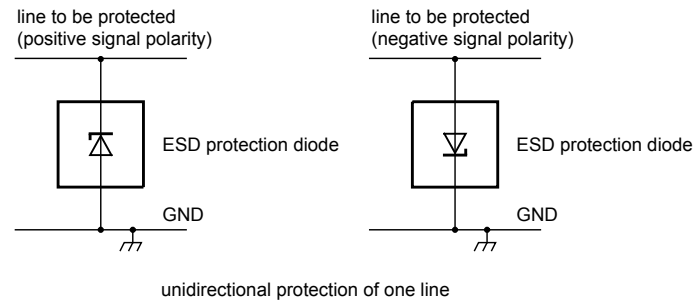 line to be protected
(positive signal polarity)
ESD protection diode
GND
line to be protected
(negative signal polarity)
ESD protection diode
GND
unidirectional protection of one line